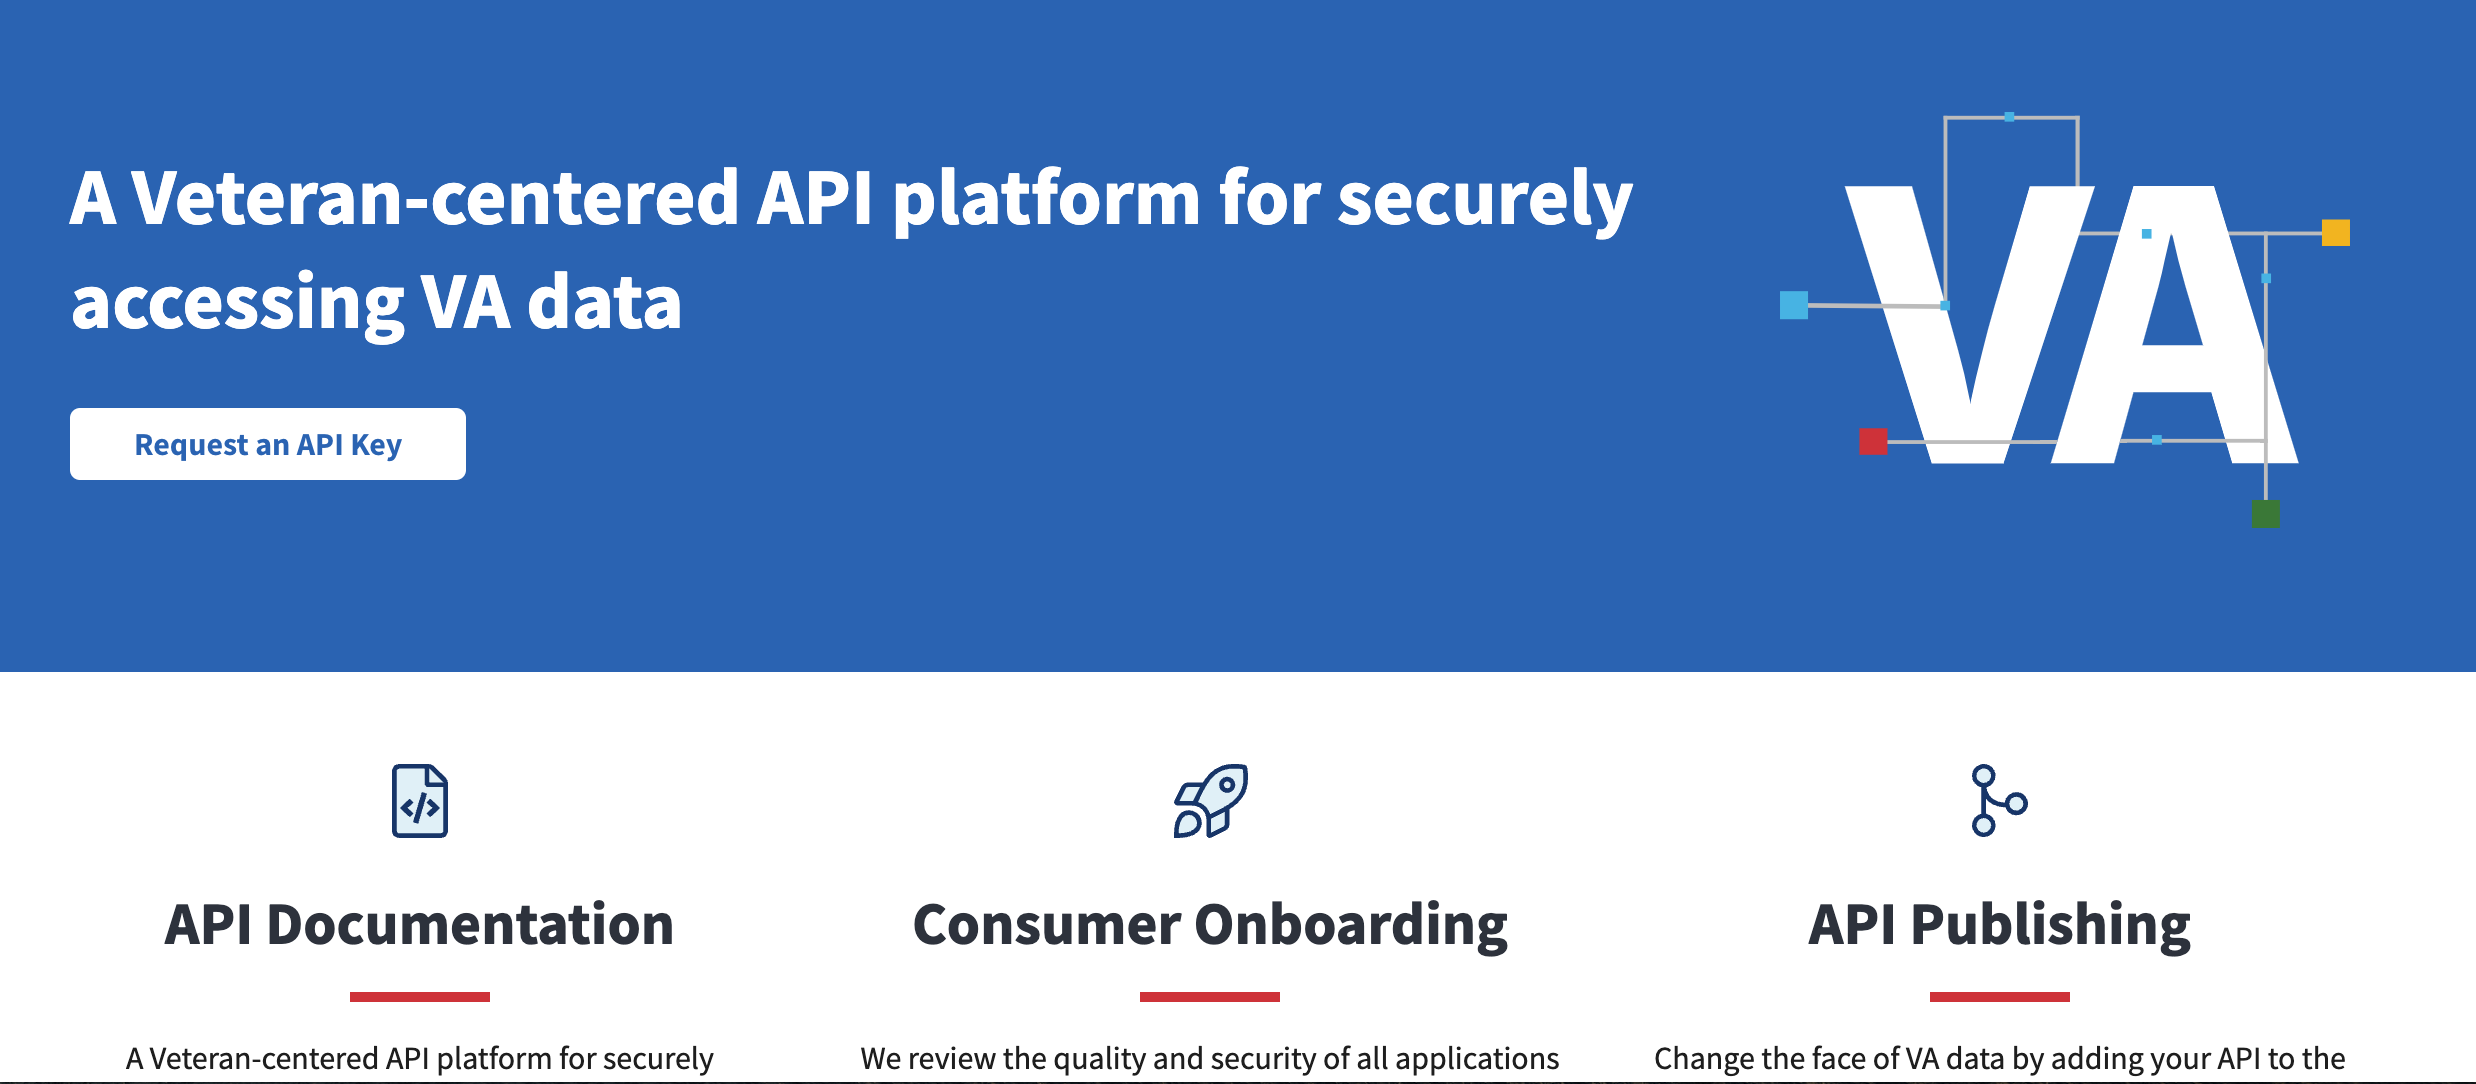 A Veteran-centered API platform for securely
accessing VA data
Request an API Key
VA
API Documentation
A Veteran-centered API platform for securely
Consumer Onboarding
We review the quality and security of all applications
API Publishing
Change the face of VA data by adding your API to the